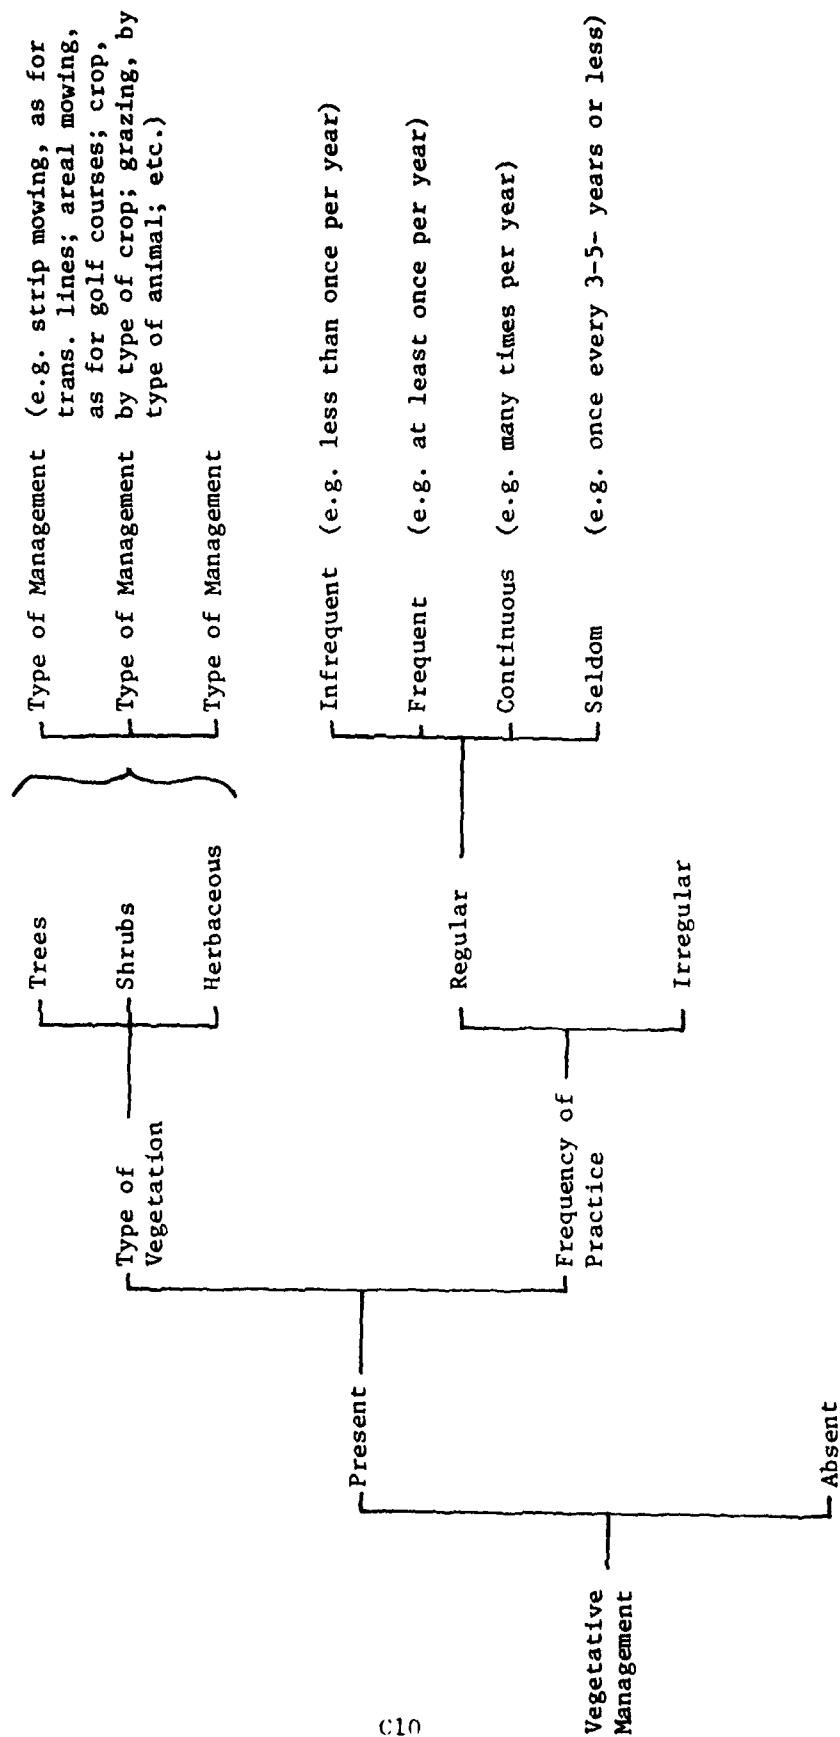 Vegetative
Management
Present
Absent
Type of
Vegetation
Frequency of
Practice
Trees
Shrubs
Herbaceous
Regular
Irregular
Type of Management (e.g. strip mowing, as for
trans. lines; areal mowing,
as for golf courses; crop,
Type of Management by type of crop; grazing, by
type of animal; etc.)
Type of Management
Infrequent (e.g. less than once per year)
Frequent (e.g. at least once per year)
Continuous (e.g. many times per year)
Seldom (e.g. once every 3-5- years or less)
C10